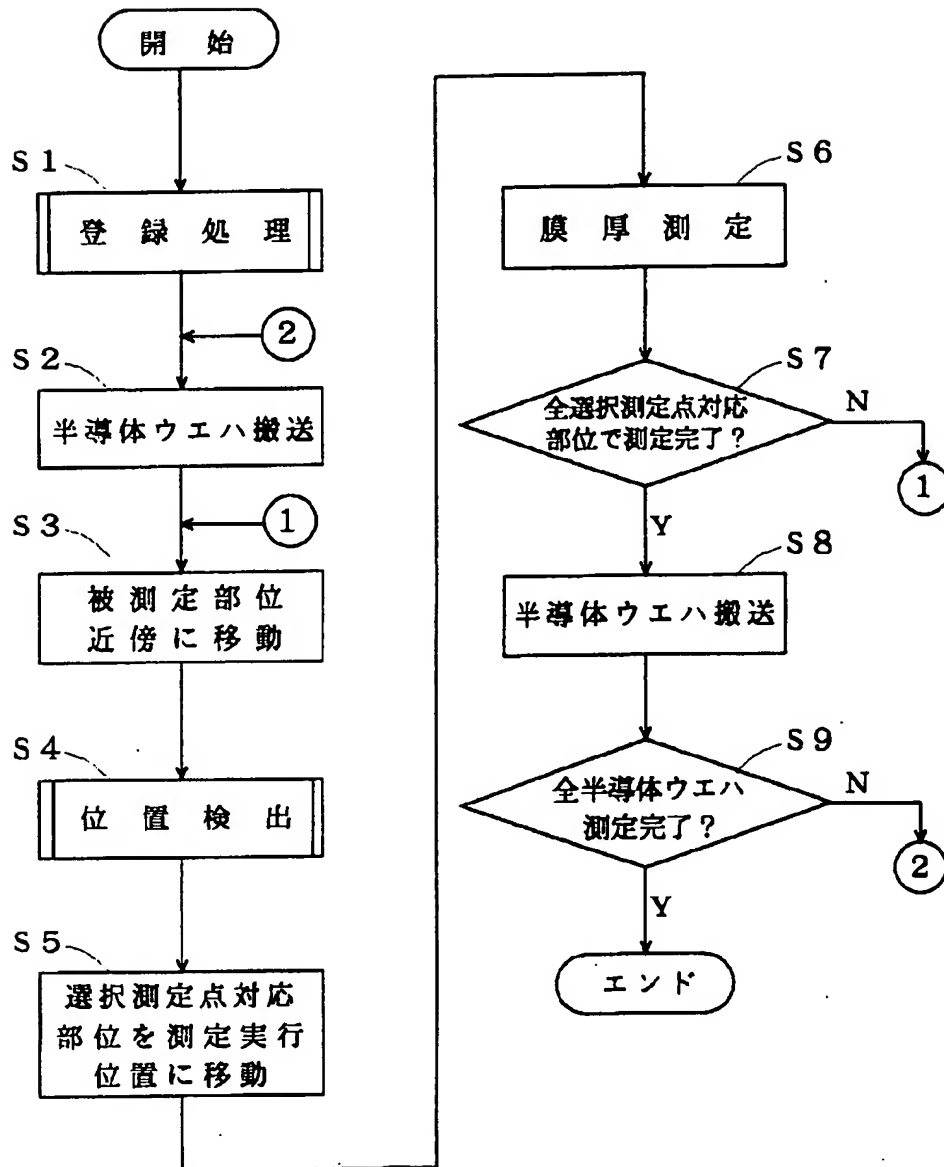 開始
S1
登録処理
②
S2
半導体ウエハ搬送
①
S3
被測定部位
近傍に移動
S4
位置検出
S5
選択測定点対応
部位を測定実行
位置に移動
S6
膜厚測定
S7
全選択測定点対応
部位で測定完了?
N
①
Y
S8
半導体ウエハ搬送
S9
全半導体ウエハ
測定完了?
N
②
Y
エンド